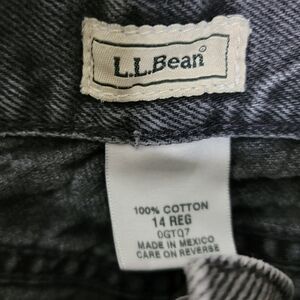 L.L.Bean®
100% COTTON
14 REG
0GTQ7
MADE IN MEXICO
CARE ON REVERSE